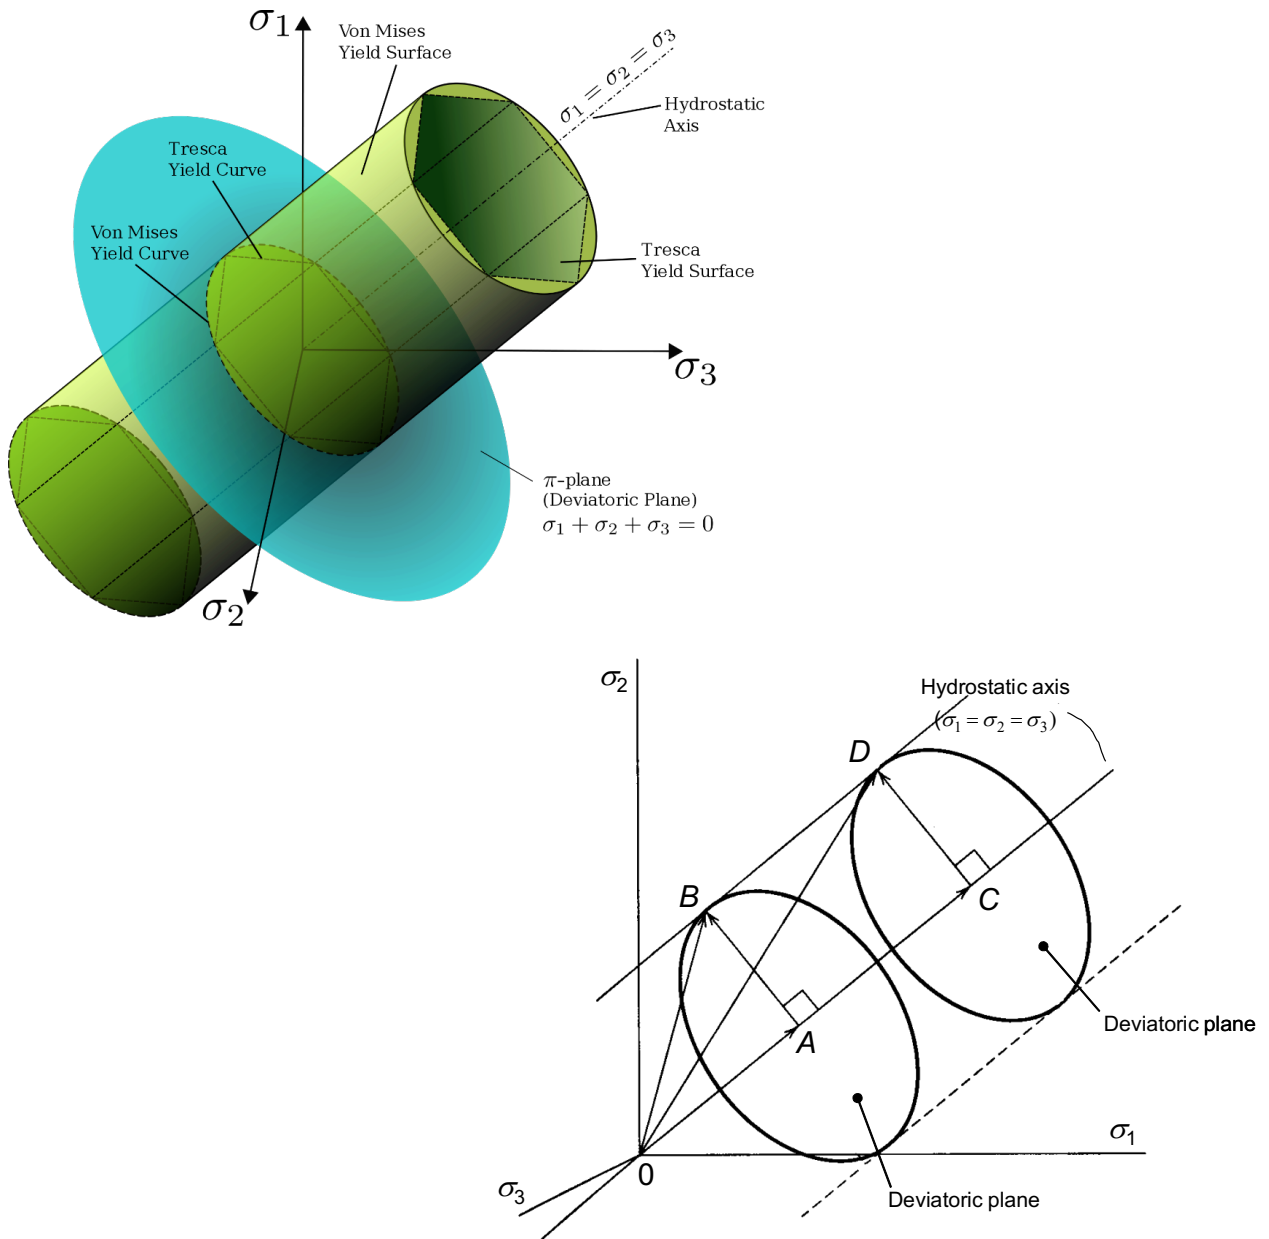 σ1
Von Mises
Yield Surface
σ1 = σ2 = σ3
Hydrostatic
Axis
Tresca
Yield Curve
Von Mises
Yield Curve
Tresca
Yield Surface
σ3
π-plane
(Deviatoric Plane)
σ1 + σ2 + σ3 = 0
σ2
σ2
Hydrostatic axis
(σ1 = σ2 = σ3)
D
B
C
A
Deviatoric plane
σ1
0
σ3
Deviatoric plane